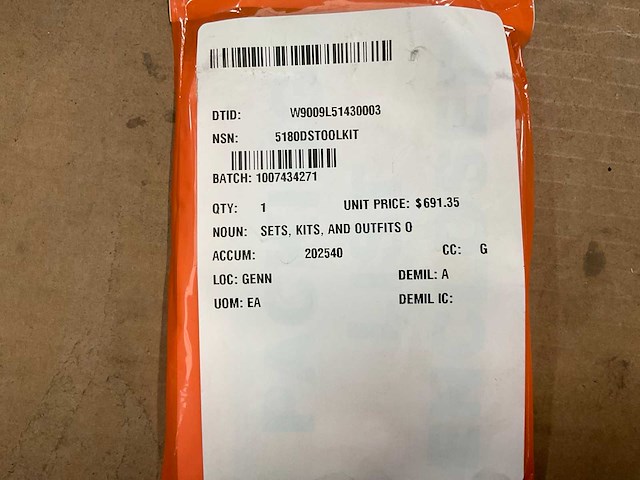 DTID: W9009L51430003
NSN: 5180DSTOOLKIT
BATCH: 1007434271
QTY: 1 UNIT PRICE: $691.35
NOUN: SETS, KITS, AND OUTFITS O
ACCUM: 202540 CC: G
LOC: GENN DEMIL: A
UOM: EA DEMIL IC: